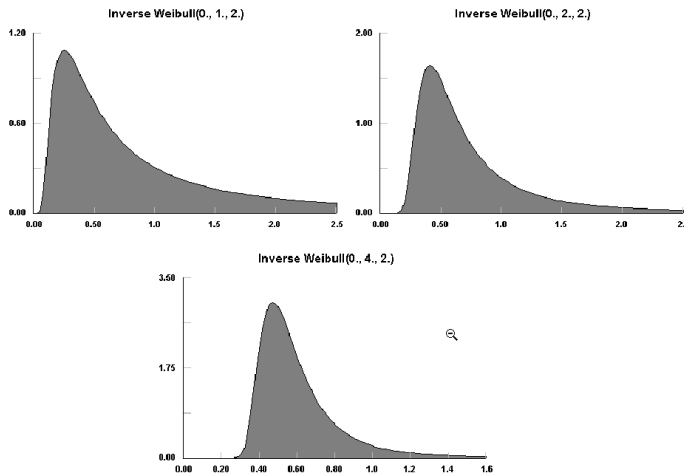 Inverse Weibull(0., 1., 2.)
1.20
0.60
0.00
0.00 0.50 1.0 1.5 2.0 2.5
Inverse Weibull(0., 2., 2.)
2.00
1.00
0.00
0.00 0.50 1.0 1.5 2.0 2.
Inverse Weibull(0., 4., 2.)
3.50
1.75
0.00
0.00 0.20 0.40 0.60 0.80 1.0 1.2 1.4 1.6